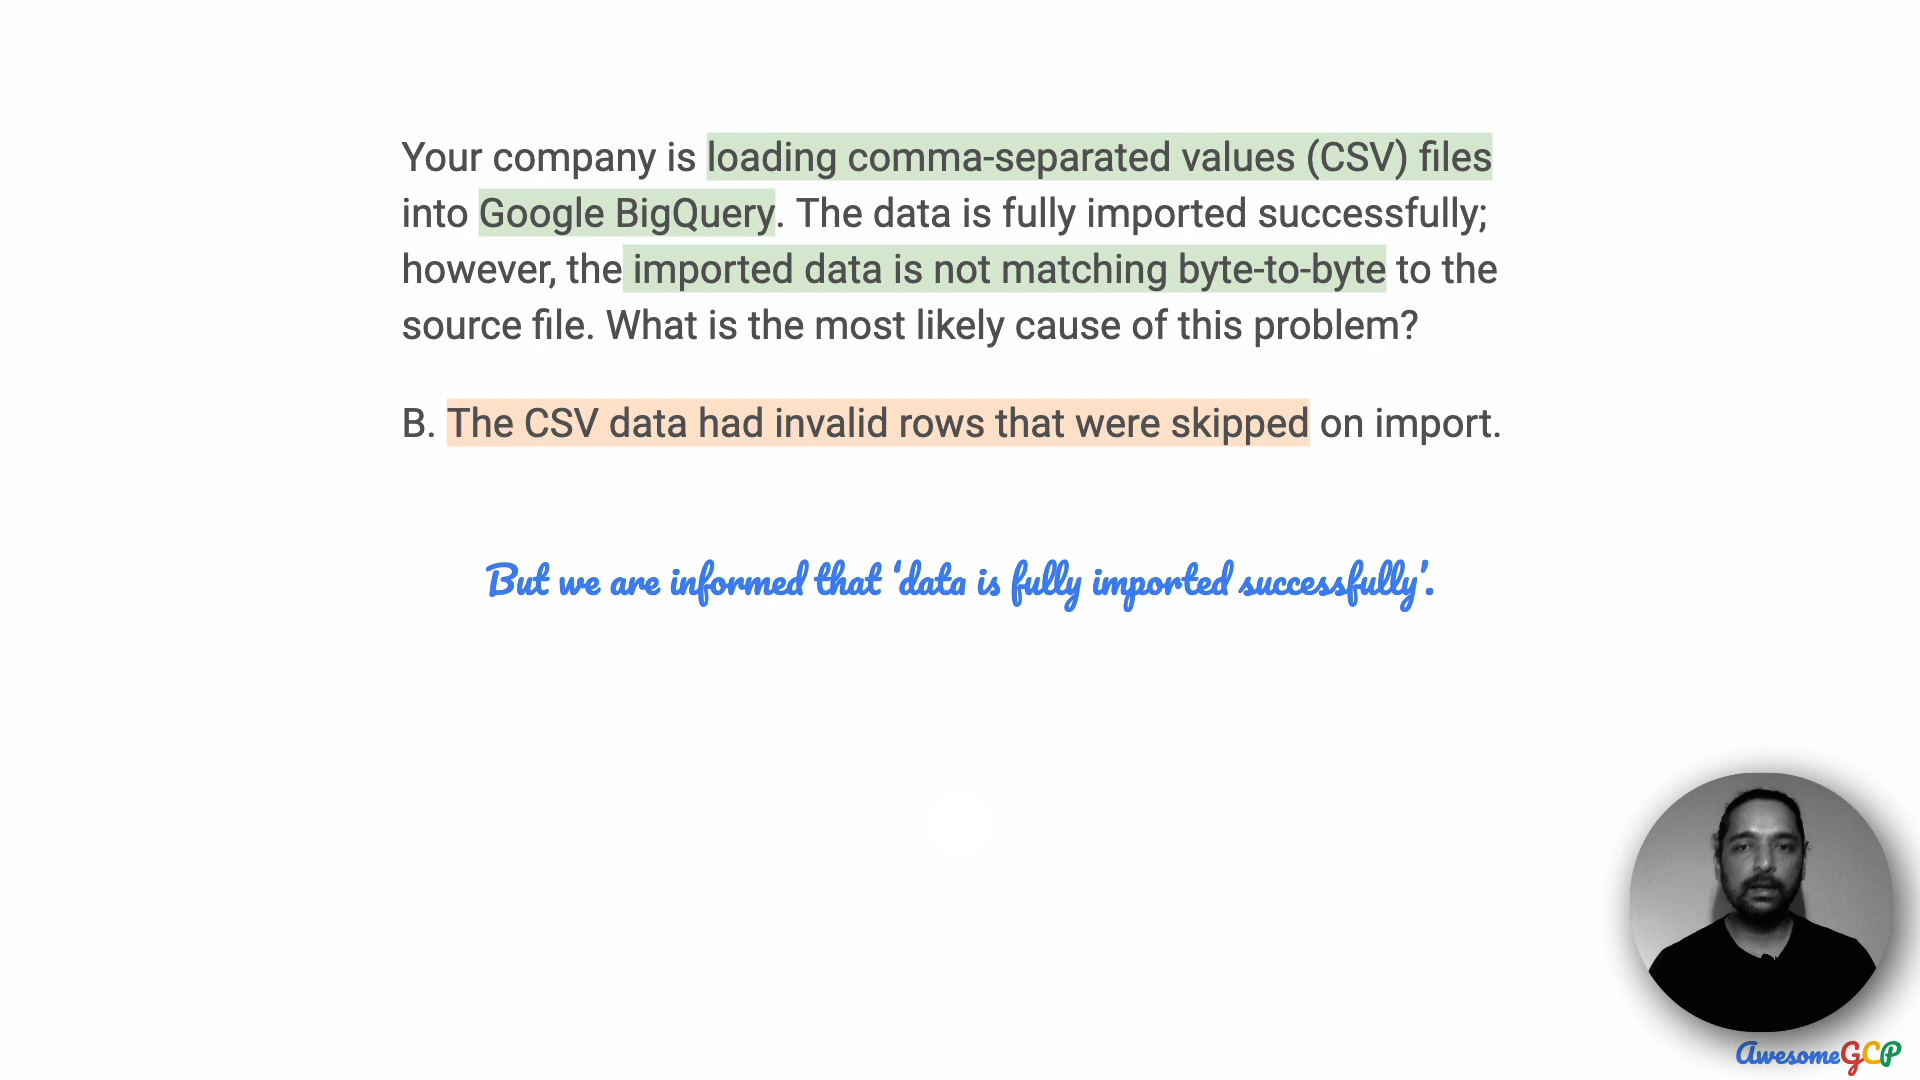 Your company is loading comma-separated values (CSV) files
into Google BigQuery. The data is fully imported successfully;
however, the imported data is not matching byte-to-byte to the
source file. What is the most likely cause of this problem?
B. The CSV data had invalid rows that were skipped on import.
But we are informed that ‘data is fully imported successfully’.
AwesomeGCP